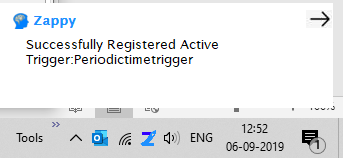 Zappy
Successfully Registered Active
Trigger:Periodictimetrigger
Tools
ENG
12:52
06-09-2019
1